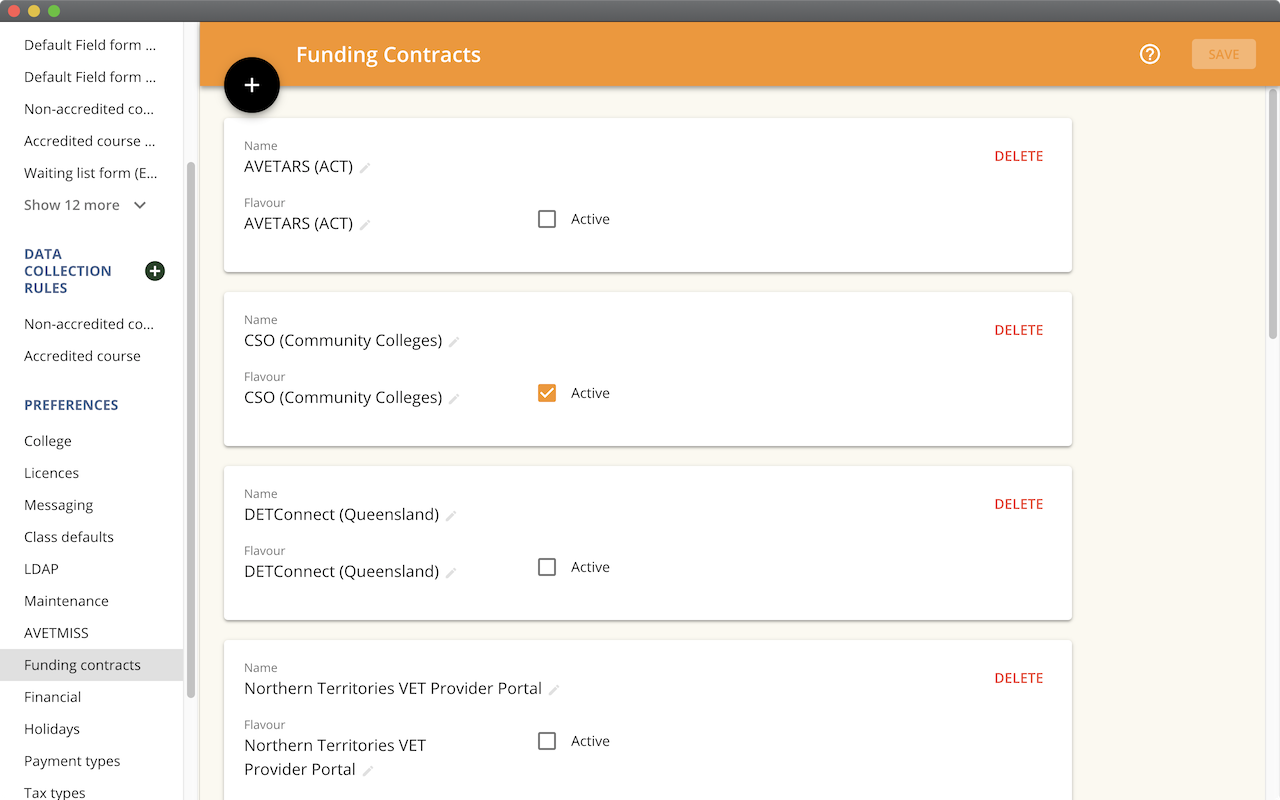 Default Field form ...
Default Field form ...
Non-accredited co...
Accredited course ...
Waiting list form (E...
Show 12 more
DATA
COLLECTION
RULES
Non-accredited co...
Accredited course
PREFERENCES
College
Licences
Messaging
Class defaults
LDAP
Maintenance
AVETMISS
Funding contracts
Financial
Holidays
Payment types
Tax types
Funding Contracts
SAVE
Name
AVETARS (ACT)
DELETE
Flavour
AVETARS (ACT)
Active
Name
CSO (Community Colleges)
DELETE
Flavour
CSO (Community Colleges)
Active
Name
DETConnect (Queensland)
DELETE
Flavour
DETConnect (Queensland)
Active
Name
Northern Territories VET Provider Portal
DELETE
Flavour
Northern Territories VET
Provider Portal
Active